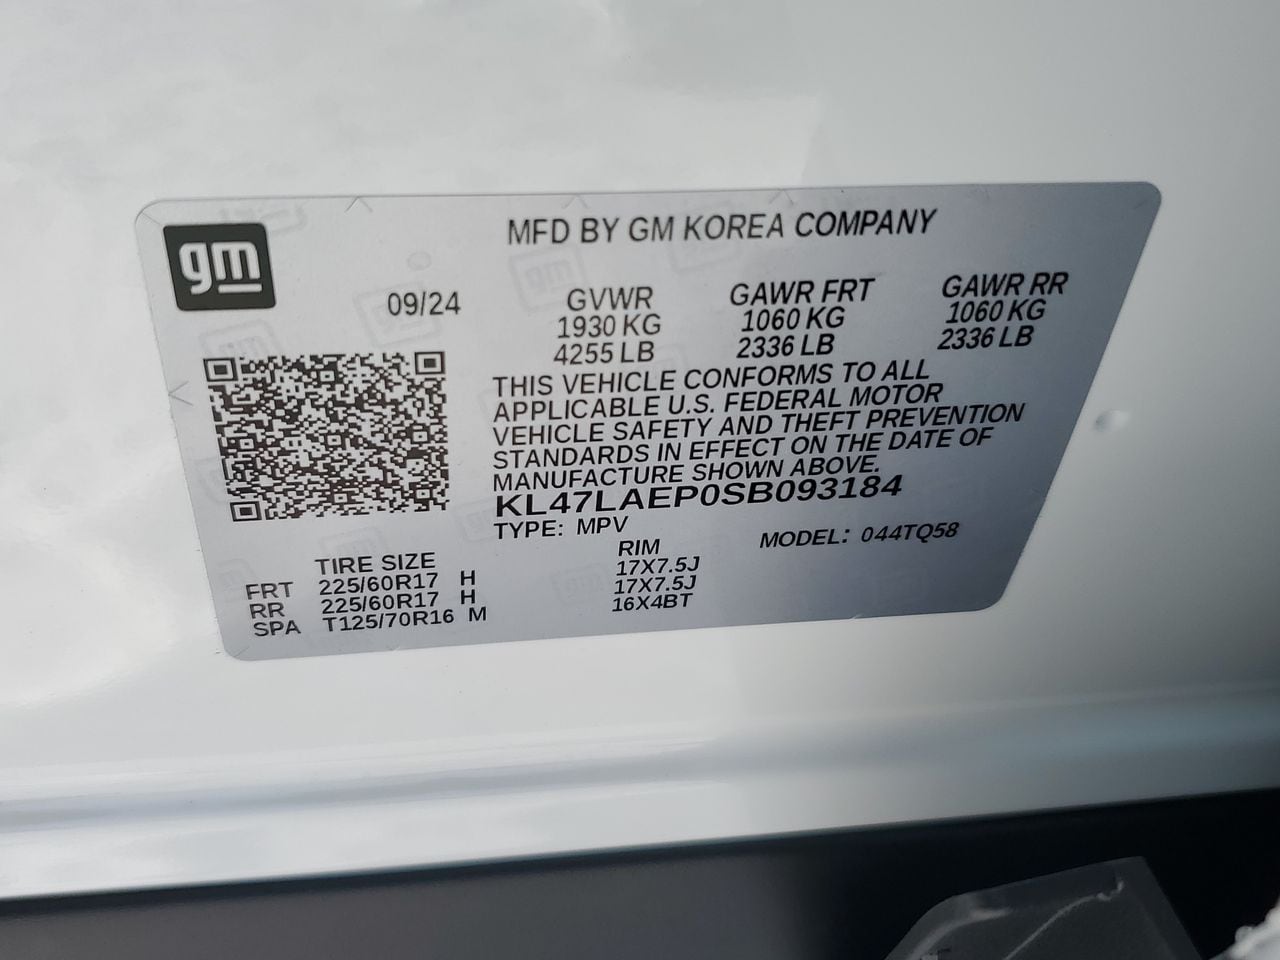 gm
MFD BY GM KOREA COMPANY
09/24
GVWR GAWR FRT GAWR RR
1930 KG 1060 KG 1060 KG
4255 LB 2336 LB 2336 LB
THIS VEHICLE CONFORMS TO ALL
APPLICABLE U.S. FEDERAL MOTOR
VEHICLE SAFETY AND THEFT PREVENTION
STANDARDS IN EFFECT ON THE DATE OF
MANUFACTURE SHOWN ABOVE.
KL47LAEP0SB093184
TYPE: MPV MODEL: 044TQ58
TIRE SIZE RIM
FRT 225/60R17 H 17X7.5J
RR 225/60R17 H 17X7.5J
SPA T125/70R16 M 16X4BT